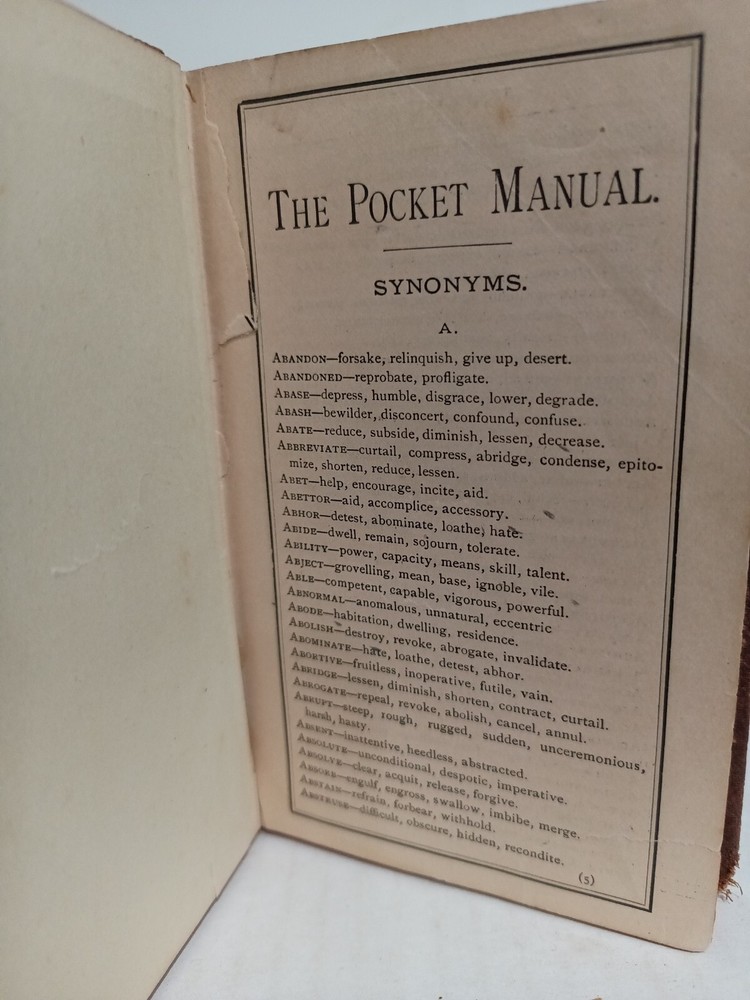 THE POCKET MANUAL.
SYNONYMS.
A.
ABANDON—forsake, relinquish, give up, desert.
ABANDONED—reprobate, profligate.
ABASE—depress, humble, disgrace, lower, degrade.
ABASH—bewilder, disconcert, confound, confuse.
ABATE—reduce, subside, diminish, lessen, decrease.
ABBREVIATE—curtail, compress, abridge, condense, epito-
mize, shorten, reduce, lessen.
ABET—help, encourage, incite, aid.
ABETTOR—aid, accomplice, accessory.
ABHOR—detest, abominate, loathe, hate.
ABIDE—dwell, remain, sojourn, tolerate.
ABILITY—power, capacity, means, skill, talent.
ABJECT—grovelling, mean, base, ignoble, vile.
ABLE—competent, capable, vigorous, powerful.
ABNORMAL—anomalous, unnatural, eccentric
ABODE—habitation, dwelling, residence.
ABOLISH—destroy, revoke, abrogate, invalidate.
ABOMINATE—hate, loathe, detest, abhor.
ABORTIVE—fruitless, inoperative, futile, vain.
ABRIDGE—lessen, diminish, shorten, contract, curtail.
ABROGATE—repeal, revoke, abolish, cancel, annul.
ABRUPT—steep, rough, rugged, sudden, unceremonious,
harsh, hasty.
ABSENT—inattentive, heedless, abstracted.
ABSOLUTE—unconditional, despotic, imperative.
ABSOLVE—clear, acquit, release, forgive.
ABSORB—engulf, engross, swallow, imbibe, merge.
ABSTAIN—refrain, forbear, withhold.
ABSTRUSE—difficult, obscure, hidden, recondite.
(5)